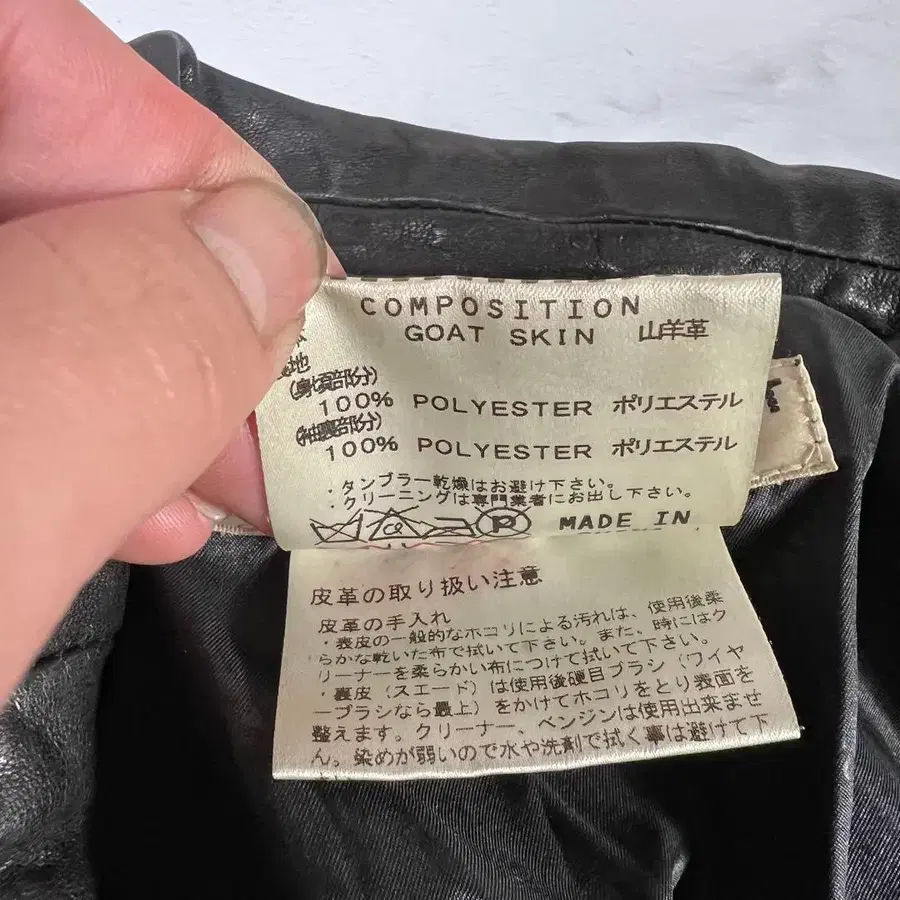 COMPOSITION
GOAT SKIN 山羊革
地
(身頃部分)
100% POLYESTER ポリエステル
(袖裏部分)
100% POLYESTER ポリエステル
・タンブラー乾燥はお避け下さい。
・クリーニングは専門業者にお出し下さい。
MADE IN
皮革の取り扱い注意
皮革の手入れ
・表皮の一般的なホコリによる汚れは、使用後柔
らかな乾いた布で拭いて下さい。また、時にはク
リーナーを柔らかい布につけて拭いて下さい。
・裏皮（スエード）は使用後硬目ブラシ（ワイヤ
ーブラシなら最上）をかけてホコリをとり表面を
整えます。クリーナー、ベンジンは使用出来ませ
ん。染めが弱いので水や洗剤で拭く事は避けて下